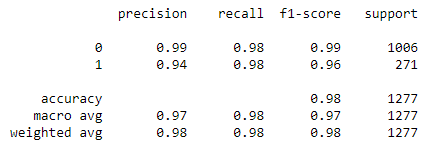 precision recall f1-score support
0 0.99 0.98 0.99 1006
1 0.94 0.98 0.96 271
accuracy 0.98 1277
macro avg 0.97 0.98 0.97 1277
weighted avg 0.98 0.98 0.98 1277